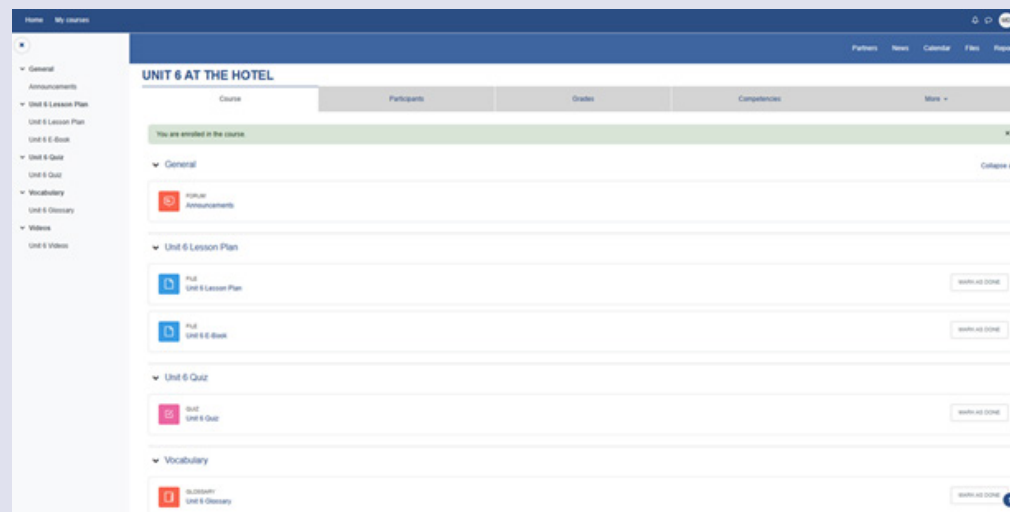 Home My courses
Partners News Calendar Files
General
Announcements
Unit 6 Lesson Plan
Unit 6 Lesson Plan
Unit 6 E-Book
Unit 6 Quiz
Unit 6 Quiz
Vocabulary
Unit 6 Glossary
Videos
Unit 6 Videos
UNIT 6 AT THE HOTEL
Course Participants Grades Competencies More
You are enrolled in the course.
General
Collapse
FORUM
Announcements
Unit 6 Lesson Plan
FILE
Unit 6 Lesson Plan
MARK AS DONE
FILE
Unit 6 E-Book
MARK AS DONE
Unit 6 Quiz
QUIZ
Unit 6 Quiz
MARK AS DONE
Vocabulary
GLOSSARY
Unit 6 Glossary
MARK AS DONE